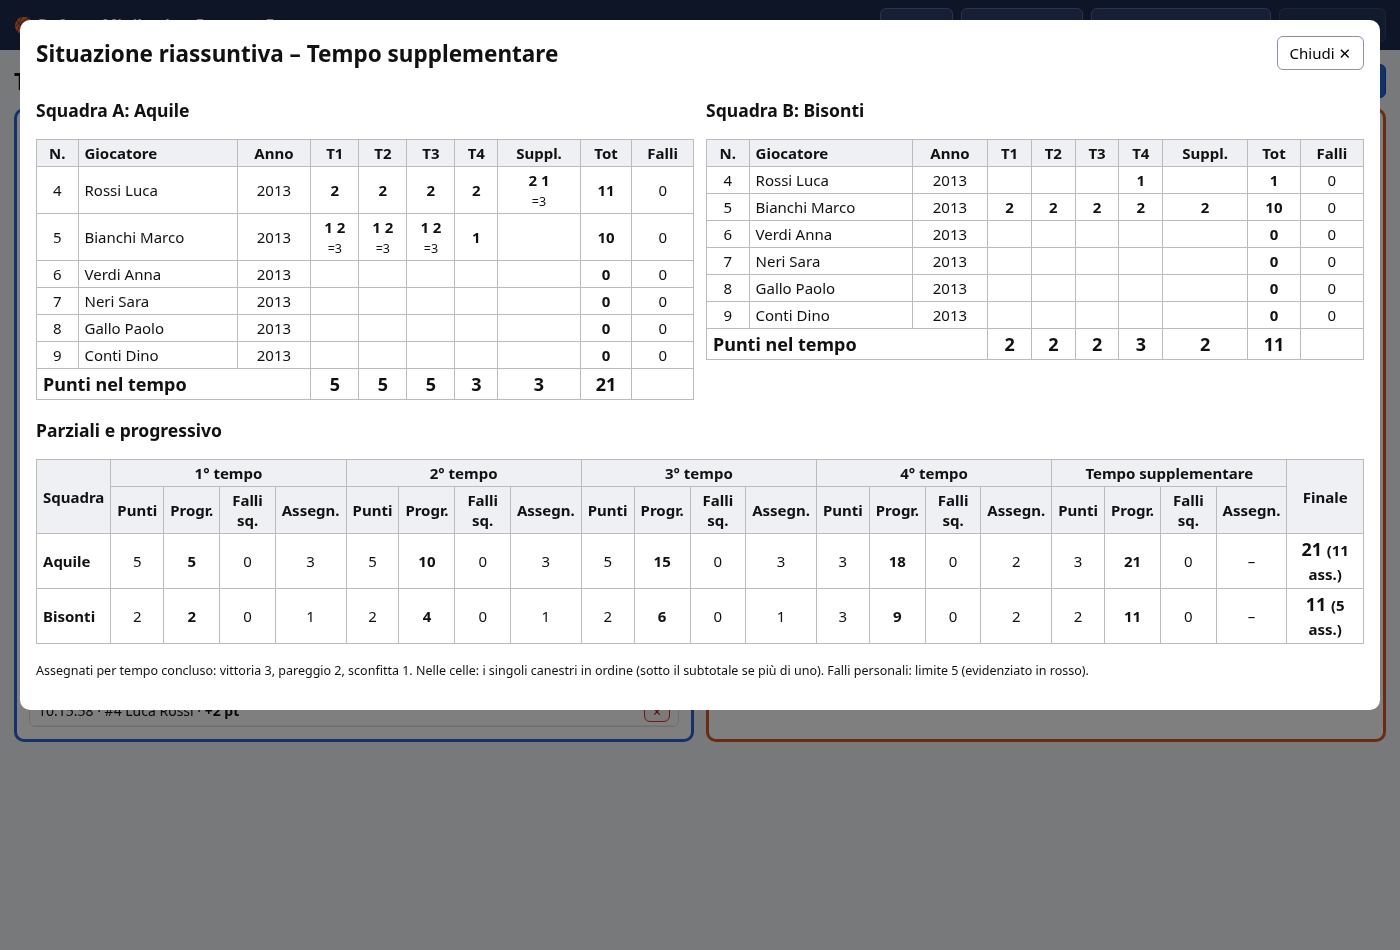 Situazione riassuntiva – Tempo supplementare
Chiudi ✕
Squadra A: Aquile
N. Giocatore Anno T1 T2 T3 T4 Suppl. Tot Falli
4 Rossi Luca 2013 2 2 2 2 2 1 =3 11 0
5 Bianchi Marco 2013 1 2 =3 1 2 =3 1 2 =3 1 10 0
6 Verdi Anna 2013 0 0
7 Neri Sara 2013 0 0
8 Gallo Paolo 2013 0 0
9 Conti Dino 2013 0 0
Punti nel tempo 5 5 5 3 3 21
Squadra B: Bisonti
N. Giocatore Anno T1 T2 T3 T4 Suppl. Tot Falli
4 Rossi Luca 2013 1 1 0
5 Bianchi Marco 2013 2 2 2 2 2 10 0
6 Verdi Anna 2013 0 0
7 Neri Sara 2013 0 0
8 Gallo Paolo 2013 0 0
9 Conti Dino 2013 0 0
Punti nel tempo 2 2 2 3 2 11
Parziali e progressivo
Squadra 1° tempo 2° tempo 3° tempo 4° tempo Tempo supplementare Finale
Punti Progr. Falli sq. Assegn. Punti Progr. Falli sq. Assegn. Punti Progr. Falli sq. Assegn. Punti Progr. Falli sq. Assegn. Punti Progr. Falli sq. Assegn.
Aquile 5 5 0 3 5 10 0 3 5 15 0 3 3 18 0 2 3 21 0 – 21 (11 ass.)
Bisonti 2 2 0 1 2 4 0 1 2 6 0 1 3 9 0 2 2 11 0 – 11 (5 ass.)
Assegnati per tempo concluso: vittoria 3, pareggio 2, sconfitta 1. Nelle celle: i singoli canestri in ordine (sotto il subtotale se più di uno). Falli personali: limite 5 (evidenziato in rosso).
10:15:58 · #4 Luca Rossi · +2 pt